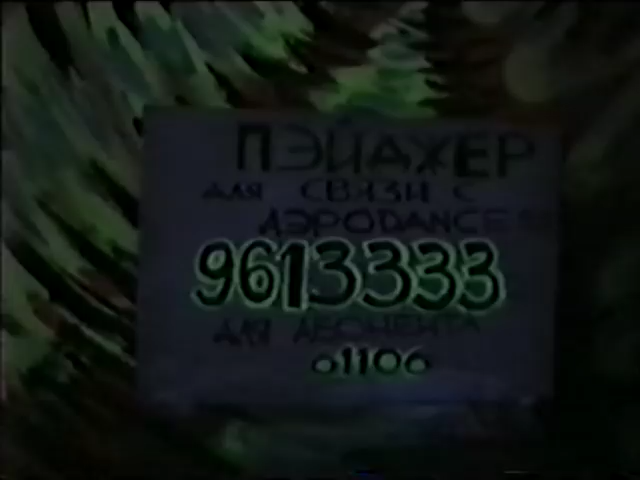 ПЭЙДЖЕР
ДЛЯ СВЯЗИ С
АЭРОDANCE
9613333
ДЛЯ АБОНЕНТА
01106